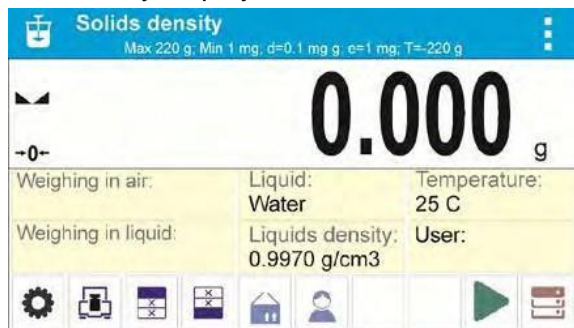 Solids density
Max 220 g; Min 1 mg; d=0.1 mg g; e=1 mg; T=-220 g
0.000 g
→0←
Weighing in air: Liquid: Temperature:
Water 25 C
Weighing in liquid: Liquids density: User:
0.9970 g/cm3